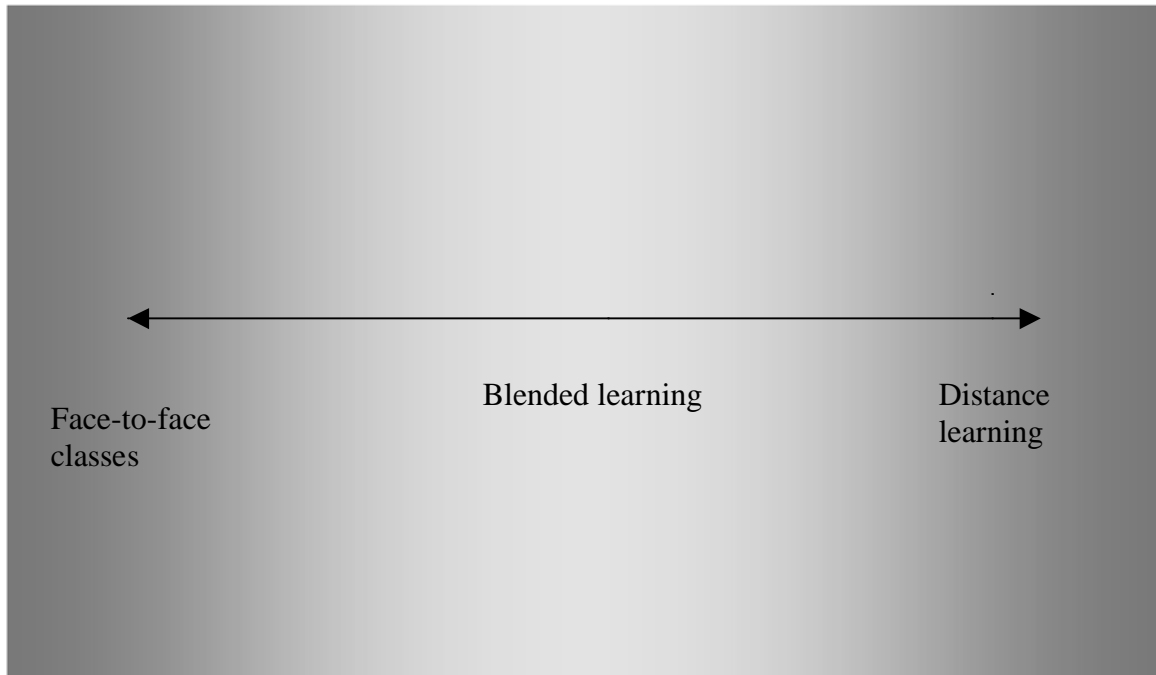 Face-to-face
classes
Blended learning
Distance
learning